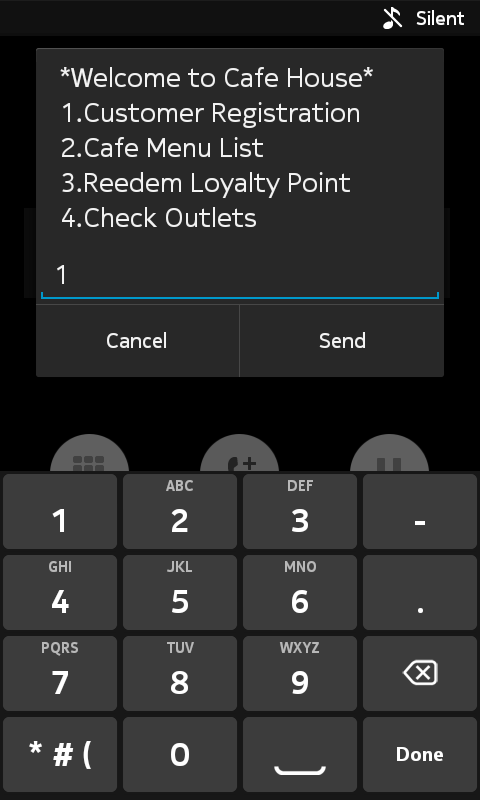 Silent
*Welcome to Cafe House*
1.Customer Registration
2.Cafe Menu List
3.Reedem Loyalty Point
4.Check Outlets
1
Cancel Send
ABC DEF
1 2 3 -
GHI JKL MNO
4 5 6 .
PQRS TUV WXYZ
7 8 9
* # ( 0 Done